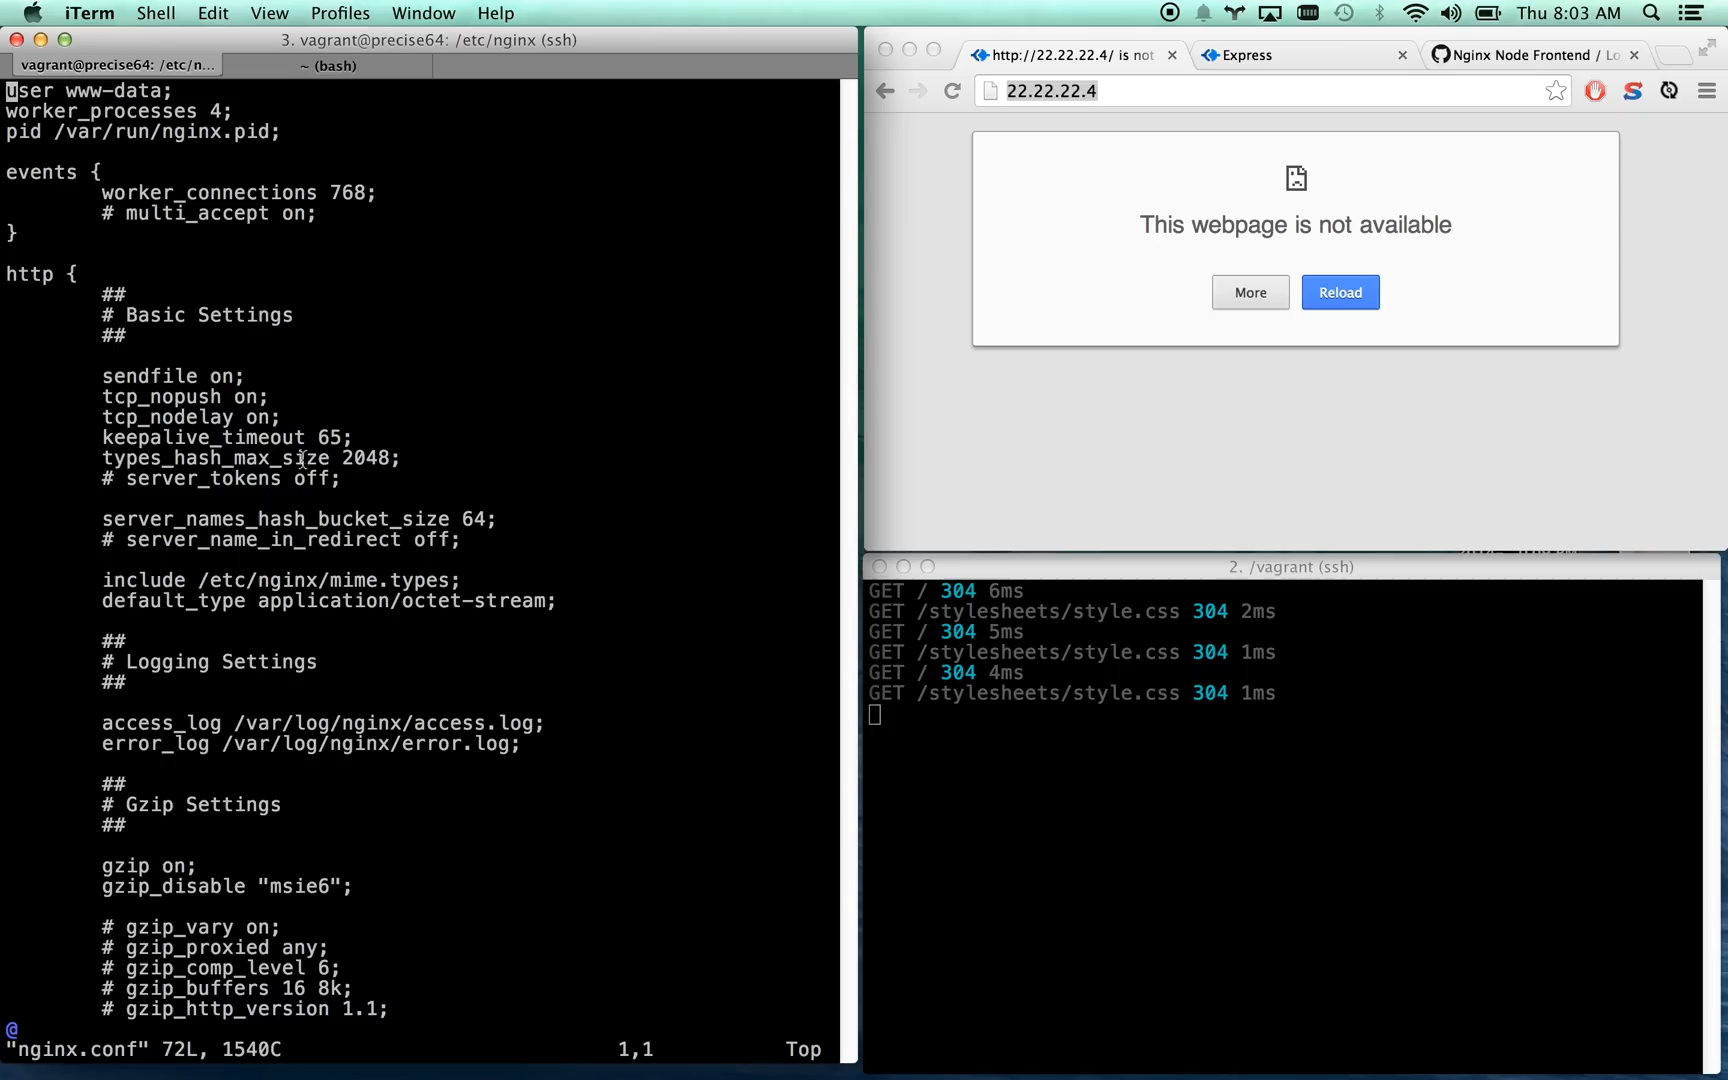 iTerm Shell Edit View Profiles Window Help Thu 8:03 AM
3. vagrant@precise64: /etc/nginx (ssh)
vagrant@precise64: /etc/n... ~ (bash)
user www-data;
worker_processes 4;
pid /var/run/nginx.pid;
events {
worker_connections 768;
# multi_accept on;
}
http {
##
# Basic Settings
##
sendfile on;
tcp_nopush on;
tcp_nodelay on;
keepalive_timeout 65;
types_hash_max_size 2048;
# server_tokens off;
server_names_hash_bucket_size 64;
# server_name_in_redirect off;
include /etc/nginx/mime.types;
default_type application/octet-stream;
##
# Logging Settings
##
access_log /var/log/nginx/access.log;
error_log /var/log/nginx/error.log;
##
# Gzip Settings
##
gzip on;
gzip_disable "msie6";
# gzip_vary on;
# gzip_proxied any;
# gzip_comp_level 6;
# gzip_buffers 16 8k;
# gzip_http_version 1.1;
@
"nginx.conf" 72L, 1540C 1,1 Top
http://22.22.22.4/ is not Express Nginx Node Frontend / Lo
22.22.22.4
This webpage is not available
More Reload
2. /vagrant (ssh)
GET / 304 6ms
GET /stylesheets/style.css 304 2ms
GET / 304 5ms
GET /stylesheets/style.css 304 1ms
GET / 304 4ms
GET /stylesheets/style.css 304 1ms